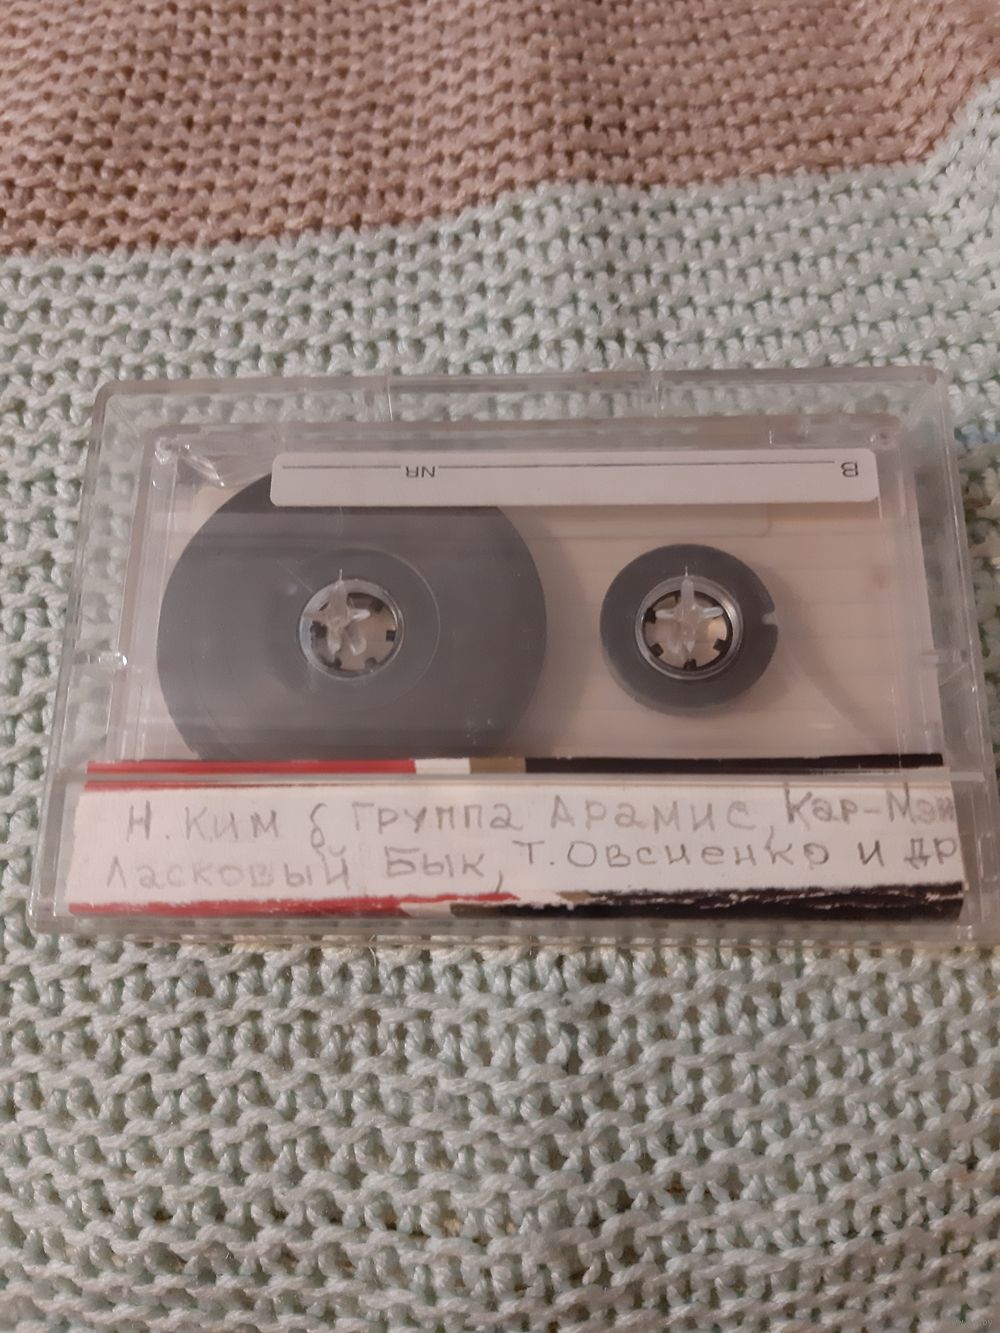 B NR
Н. Ким & группа Арамис, Кар-Мэн
Ласковый Бык, Т. Овсиенко и др